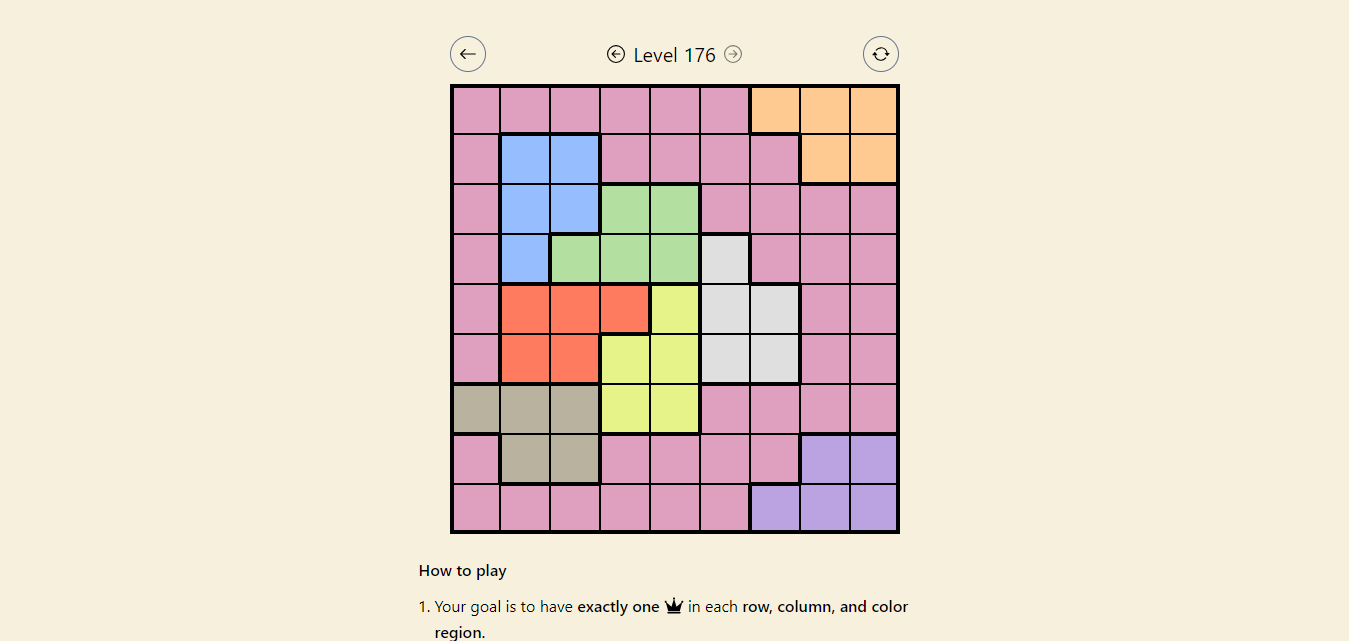 Level 176
How to play
1. Your goal is to have exactly one in each row, column, and color
region.